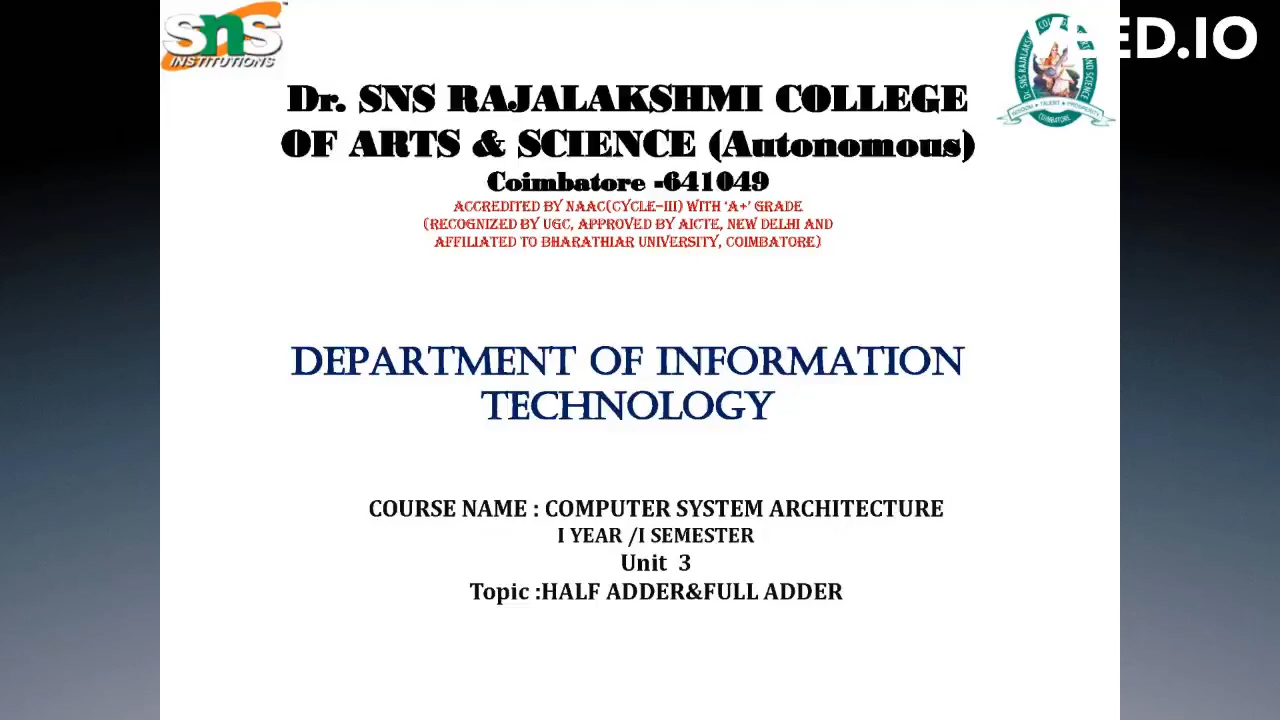 sns
INSTITUTIONS
ED.IO
Dr. SNS RAJALAKSHMI COLLEGE
OF ARTS & SCIENCE (Autonomous)
Coimbatore -641049
ACCREDITED BY NAAC(CYCLE–III) WITH ‘A+’ GRADE
(RECOGNIZED BY UGC, APPROVED BY AICTE, NEW DELHI AND
AFFILIATED TO BHARATHIAR UNIVERSITY, COIMBATORE)
DEPARTMENT OF INFORMATION
TECHNOLOGY
COURSE NAME : COMPUTER SYSTEM ARCHITECTURE
I YEAR /I SEMESTER
Unit 3
Topic :HALF ADDER&FULL ADDER